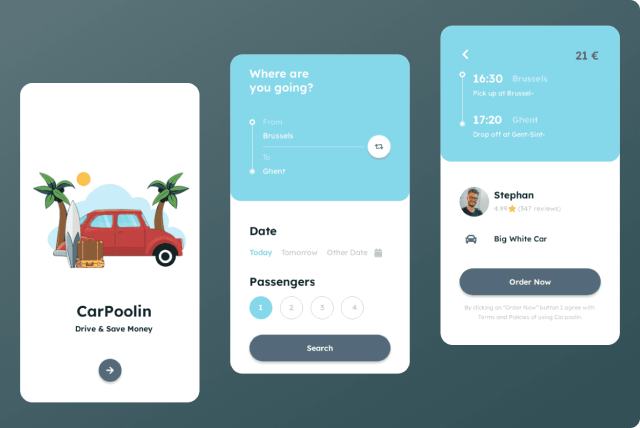 CarPoolin
Drive & Save Money
Where are
you going?
From
Brussels
To
Ghent
Date
Today Tomorrow Other Date
Passengers
1 2 3 4
Search
21 €
16:30 Brussels
Pick up at Brussel-
17:20 Ghent
Drop off at Gent-Sint-
Stephan
4.99 (347 reviews)
Big White Car
Order Now
By clicking on "Order Now" button I agree with
Terms and Policies of using Carpoolin.